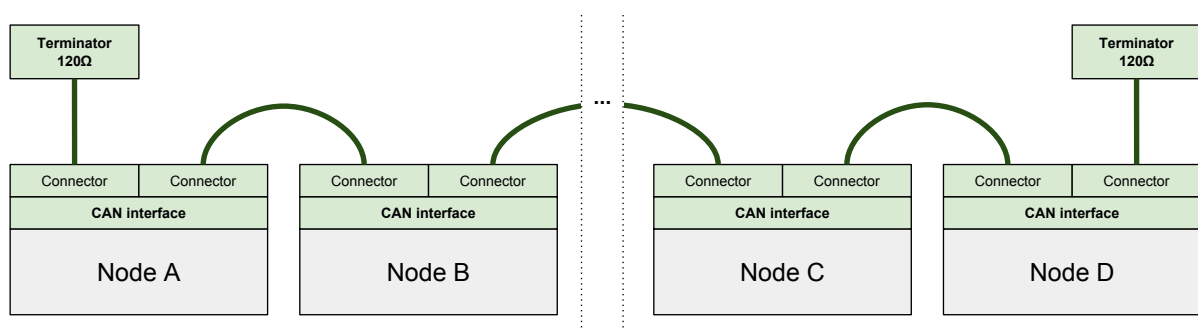 Terminator
120Ω
Terminator
120Ω
...
Connector Connector Connector Connector Connector Connector Connector Connector
CAN interface CAN interface CAN interface CAN interface
Node A Node B Node C Node D